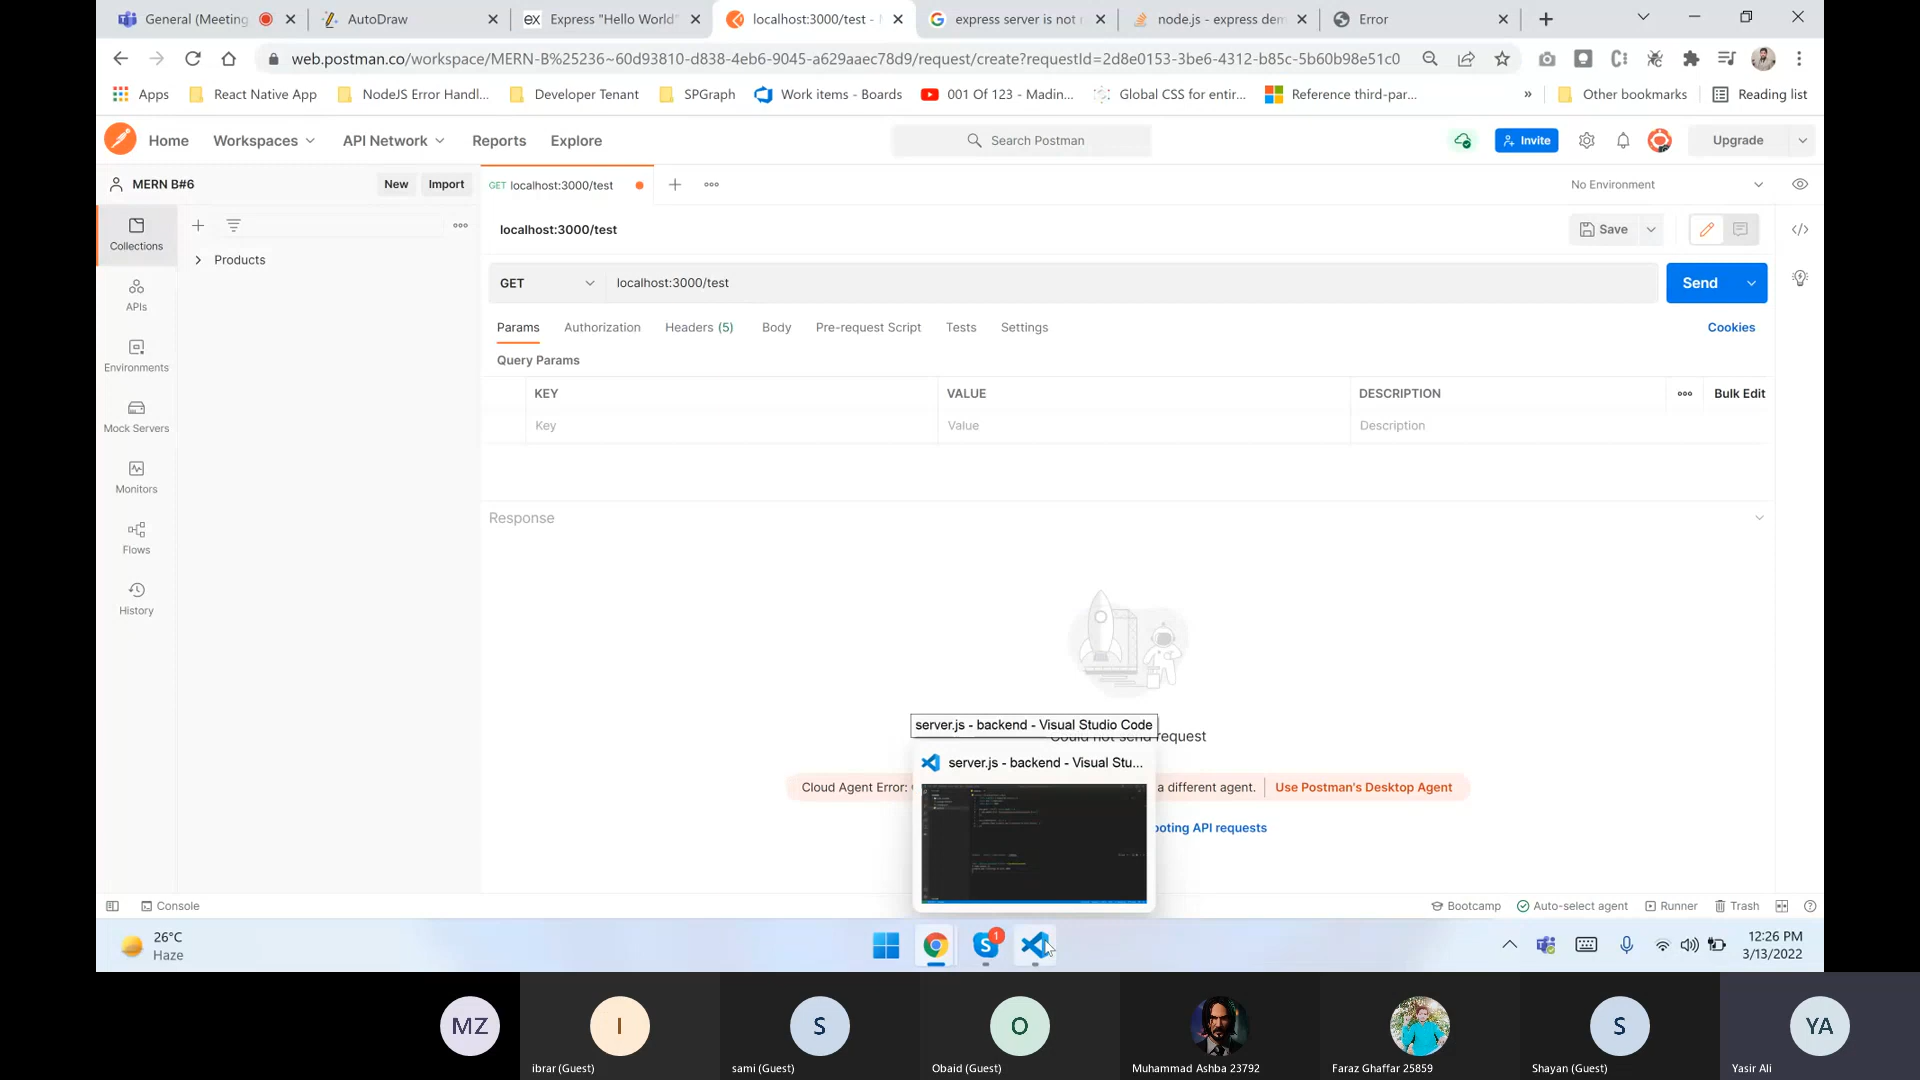 General (Meeting
AutoDraw
ex
Express "Hello World"
localhost:3000/test -
express server is not
node.js - express dem
Error
web.postman.co/workspace/MERN-B%25236~60d93810-d838-4eb6-9045-a629aaec78d9/request/create?requestId=2d8e0153-3be6-4312-b85c-5b60b98e51c0
Apps
React Native App
NodeJS Error Handl...
Developer Tenant
SPGraph
Work items - Boards
001 Of 123 - Madin...
Global CSS for entir...
Reference third-par...
»
Other bookmarks
Reading list
Home
Workspaces
API Network
Reports
Explore
Search Postman
Invite
Upgrade
MERN B#6
New
Import
GET localhost:3000/test
No Environment
Collections
Products
localhost:3000/test
Save
</>
GET
localhost:3000/test
Send
APIs
Params
Authorization
Headers (5)
Body
Pre-request Script
Tests
Settings
Cookies
Query Params
Environments
KEY
VALUE
DESCRIPTION
Bulk Edit
Key
Value
Description
Mock Servers
Monitors
Response
Flows
History
server.js - backend - Visual Studio Code
Could not send request
server.js - backend - Visual Stu...
Cloud Agent Error:
a different agent.
Use Postman's Desktop Agent
ooting API requests
Console
Bootcamp
Auto-select agent
Runner
Trash
26°C
Haze
S
1
12:26 PM
3/13/2022
MZ
I
S
O
S
YA
ibrar (Guest)
sami (Guest)
Obaid (Guest)
Muhammad Ashba 23792
Faraz Ghaffar 25859
Shayan (Guest)
Yasir Ali